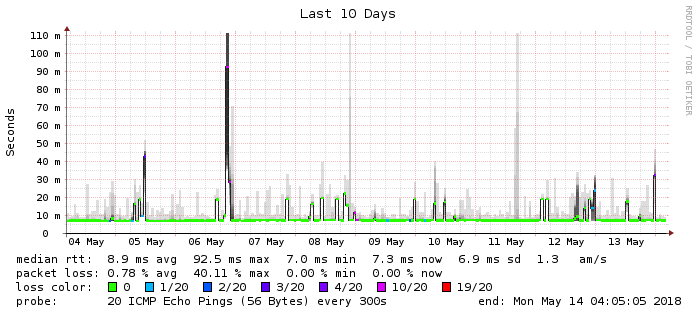 Last 10 Days
RRDTOOL / TOBI OETIKER
Seconds
110 m
100 m
90 m
80 m
70 m
60 m
50 m
40 m
30 m
20 m
10 m
0
04 May 05 May 06 May 07 May 08 May 09 May 10 May 11 May 12 May 13 May
median rtt: 8.9 ms avg 92.5 ms max 7.0 ms min 7.3 ms now 6.9 ms sd 1.3 am/s
packet loss: 0.78 % avg 40.11 % max 0.00 % min 0.00 % now
loss color: 0 1/20 2/20 3/20 4/20 10/20 19/20
probe: 20 ICMP Echo Pings (56 Bytes) every 300s end: Mon May 14 04:05:05 2018